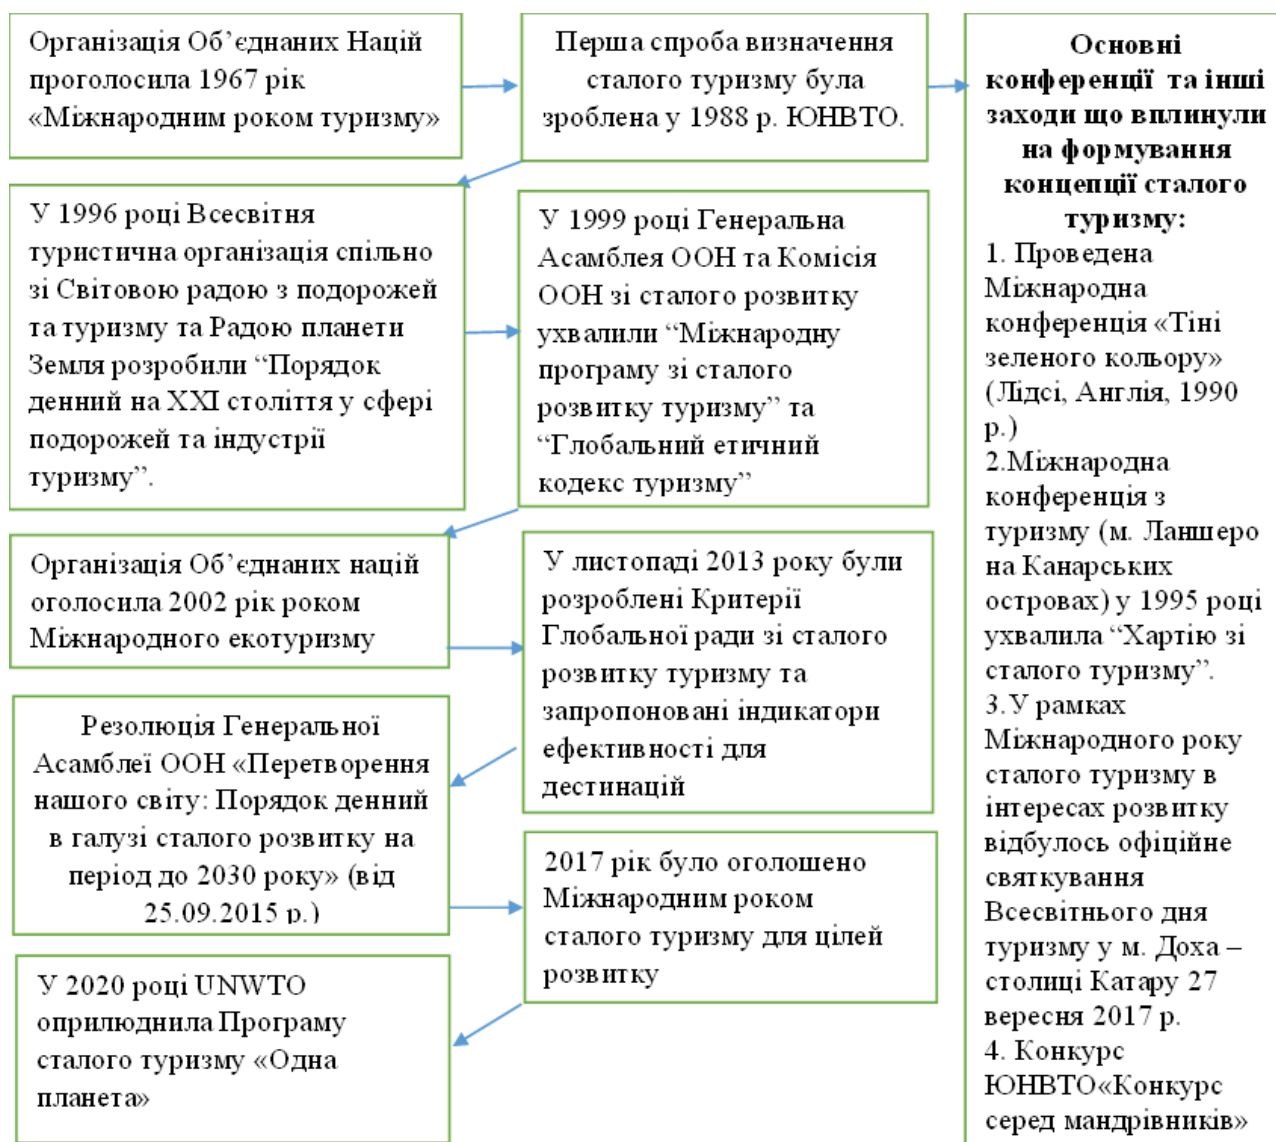 Організація Об’єднаних Націй
проголосила 1967 рік
«Міжнародним роком туризму»
Перша спроба визначення
сталого туризму була
зроблена у 1988 р. ЮНВТО.
У 1996 році Всесвітня
туристична організація спільно
зі Світовою радою з подорожей
та туризму та Радою планети
Земля розробили “Порядок
денний на ХХІ століття у сфері
подорожей та індустрії
туризму”.
У 1999 році Генеральна
Асамблея ООН та Комісія
ООН зі сталого розвитку
ухвалили “Міжнародну
програму зі сталого
розвитку туризму” та
“Глобальний етичний
кодекс туризму”
Організація Об’єднаних націй
оголосила 2002 рік роком
Міжнародного екотуризму
У листопаді 2013 року були
розроблені Критерії
Глобальної ради зі сталого
розвитку туризму та
запропоновані індикатори
ефективності для
дестинацій
Резолюція Генеральної
Асамблеї ООН «Перетворення
нашого світу: Порядок денний
в галузі сталого розвитку на
період до 2030 року» (від
25.09.2015 р.)
2017 рік було оголошено
Міжнародним роком
сталого туризму для цілей
розвитку
У 2020 році UNWTO
оприлюднила Програму
сталого туризму «Одна
планета»
Основні
конференції та інші
заходи що вплинули
на формування
концепції сталого
туризму:
1. Проведена
Міжнародна
конференція «Тіні
зеленого кольору»
(Лідсі, Англія, 1990
р.)
2.Міжнародна
конференція з
туризму (м. Ланшеро
на Канарських
островах) у 1995 році
ухвалила “Хартію зі
сталого туризму”.
3.У рамках
Міжнародного року
сталого туризму в
інтересах розвитку
відбулось офіційне
святкування
Всесвітнього дня
туризму у м. Доха –
столиці Катару 27
вересня 2017 р.
4. Конкурс
ЮНВТО«Конкурс
серед мандрівників»